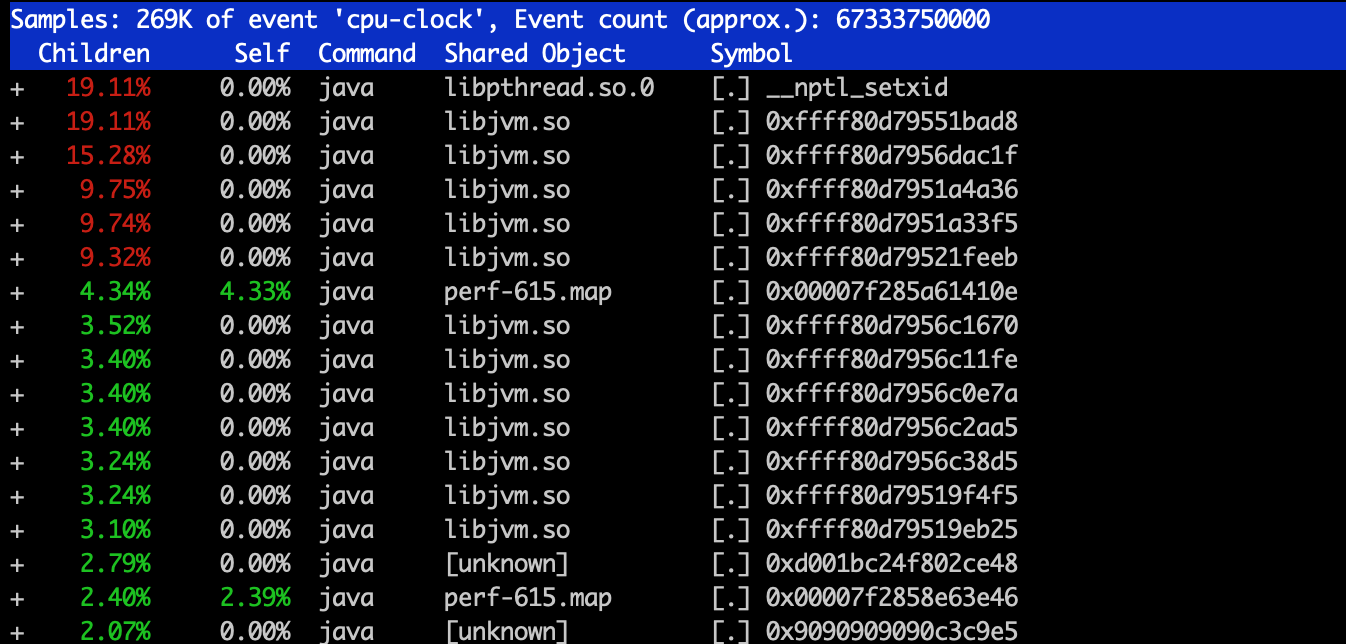 Samples: 269K of event 'cpu-clock', Event count (approx.): 67333750000
Children Self Command Shared Object Symbol
+ 19.11% 0.00% java libpthread.so.0 [.] __nptl_setxid
+ 19.11% 0.00% java libjvm.so [.] 0xffff80d79551bad8
+ 15.28% 0.00% java libjvm.so [.] 0xffff80d7956dac1f
+ 9.75% 0.00% java libjvm.so [.] 0xffff80d7951a4a36
+ 9.74% 0.00% java libjvm.so [.] 0xffff80d7951a33f5
+ 9.32% 0.00% java libjvm.so [.] 0xffff80d79521feeb
+ 4.34% 4.33% java perf-615.map [.] 0x00007f285a61410e
+ 3.52% 0.00% java libjvm.so [.] 0xffff80d7956c1670
+ 3.40% 0.00% java libjvm.so [.] 0xffff80d7956c11fe
+ 3.40% 0.00% java libjvm.so [.] 0xffff80d7956c0e7a
+ 3.40% 0.00% java libjvm.so [.] 0xffff80d7956c2aa5
+ 3.24% 0.00% java libjvm.so [.] 0xffff80d7956c38d5
+ 3.24% 0.00% java libjvm.so [.] 0xffff80d79519f4f5
+ 3.10% 0.00% java libjvm.so [.] 0xffff80d79519eb25
+ 2.79% 0.00% java [unknown] [.] 0xd001bc24f802ce48
+ 2.40% 2.39% java perf-615.map [.] 0x00007f2858e63e46
+ 2.07% 0.00% java [unknown] [.] 0x9090909090c3c9e5